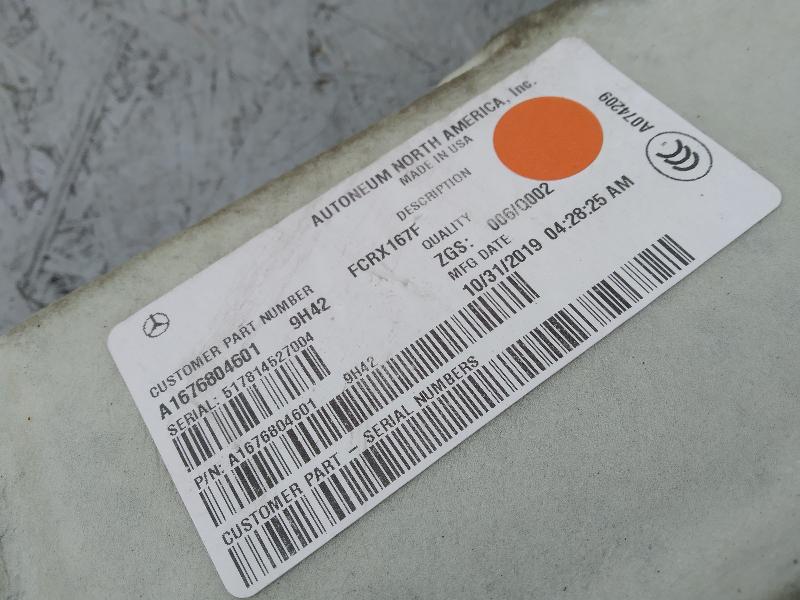 AUTONEUM NORTH AMERICA, Inc.
MADE IN USA
A074209
CUSTOMER PART NUMBER
DESCRIPTION
A1676804601 9H42
FCRX167F
QUALITY
ZGS: 006/0002
SERIAL: 517814527004
MFG DATE
10/31/2019 04:28:25 AM
P/N: A1676804601 9H42
CUSTOMER PART - SERIAL NUMBERS